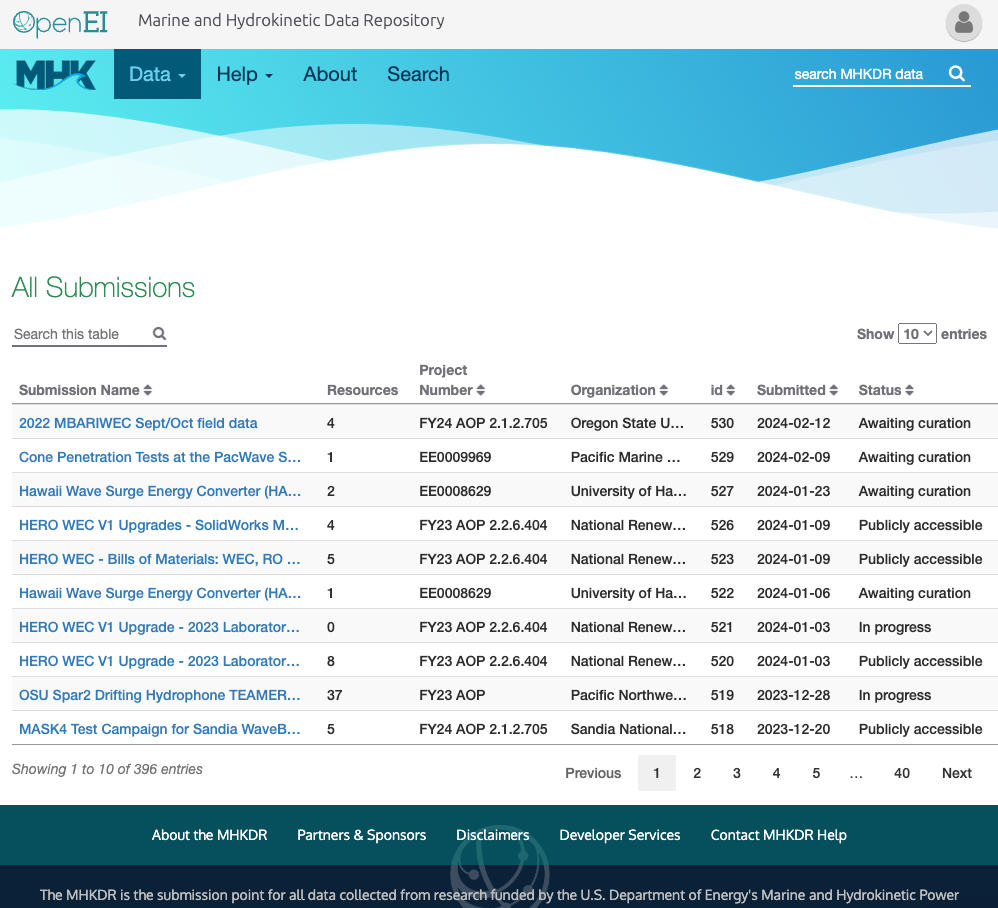 OpenEI Marine and Hydrokinetic Data Repository
MHK Data Help About Search search MHKDR data
All Submissions
Search this table Show 10 entries
Project
Submission Name Resources Number Organization id Submitted Status
2022 MBARIWEC Sept/Oct field data 4 FY24 AOP 2.1.2.705 Oregon State U... 530 2024-02-12 Awaiting curation
Cone Penetration Tests at the PacWave S... 1 EE0009969 Pacific Marine ... 529 2024-02-09 Awaiting curation
Hawaii Wave Surge Energy Converter (HA... 2 EE0008629 University of Ha... 527 2024-01-23 Awaiting curation
HERO WEC V1 Upgrades - SolidWorks M... 4 FY23 AOP 2.2.6.404 National Renew... 526 2024-01-09 Publicly accessible
HERO WEC - Bills of Materials: WEC, RO ... 5 FY23 AOP 2.2.6.404 National Renew... 523 2024-01-09 Publicly accessible
Hawaii Wave Surge Energy Converter (HA... 1 EE0008629 University of Ha... 522 2024-01-06 Awaiting curation
HERO WEC V1 Upgrade - 2023 Laborator... 0 FY23 AOP 2.2.6.404 National Renew... 521 2024-01-03 In progress
HERO WEC V1 Upgrade - 2023 Laborator... 8 FY23 AOP 2.2.6.404 National Renew... 520 2024-01-03 Publicly accessible
OSU Spar2 Drifting Hydrophone TEAMER... 37 FY23 AOP Pacific Northwe... 519 2023-12-28 In progress
MASK4 Test Campaign for Sandia WaveB... 5 FY24 AOP 2.1.2.705 Sandia National... 518 2023-12-20 Publicly accessible
Showing 1 to 10 of 396 entries Previous 1 2 3 4 5 ... 40 Next
About the MHKDR Partners & Sponsors Disclaimers Developer Services Contact MHKDR Help
The MHKDR is the submission point for all data collected from research funded by the U.S. Department of Energy's Marine and Hydrokinetic Power